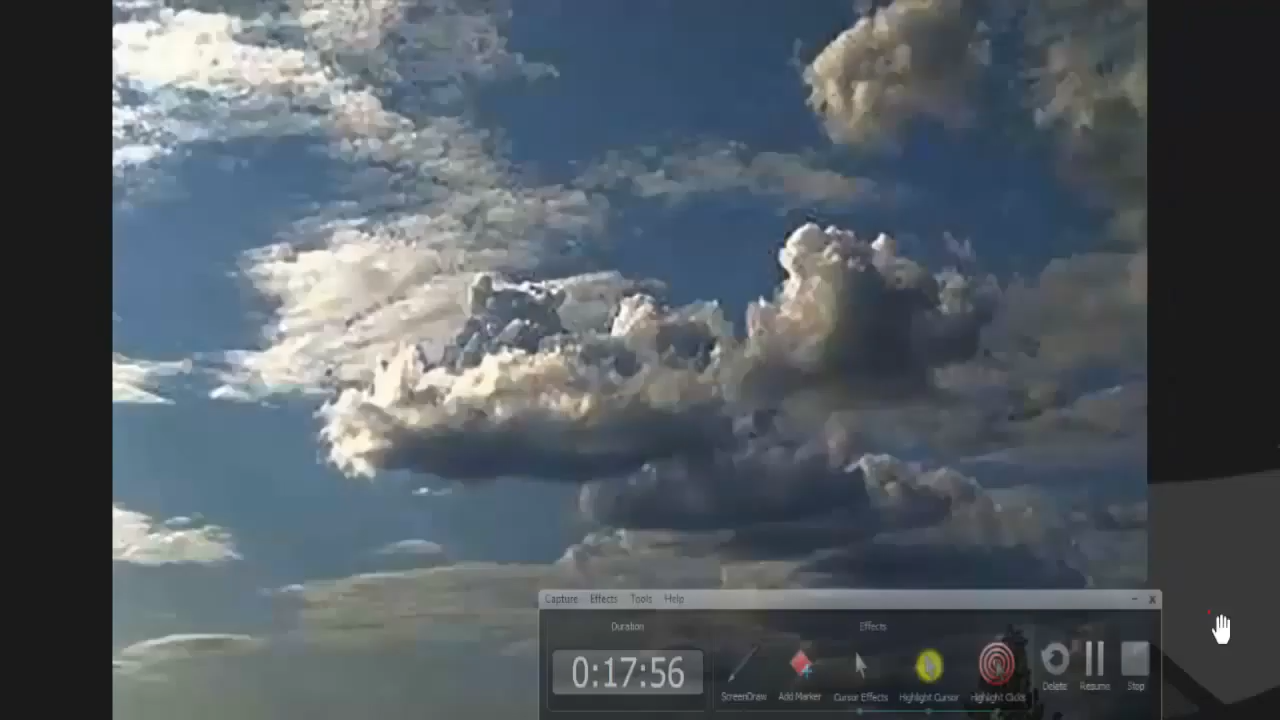 Capture Effects Tools Help
Duration
Effects
0:17:56
ScreenDraw Add Marker Cursor Effects Highlight Cursor Highlight Clicks Delete Resume Stop